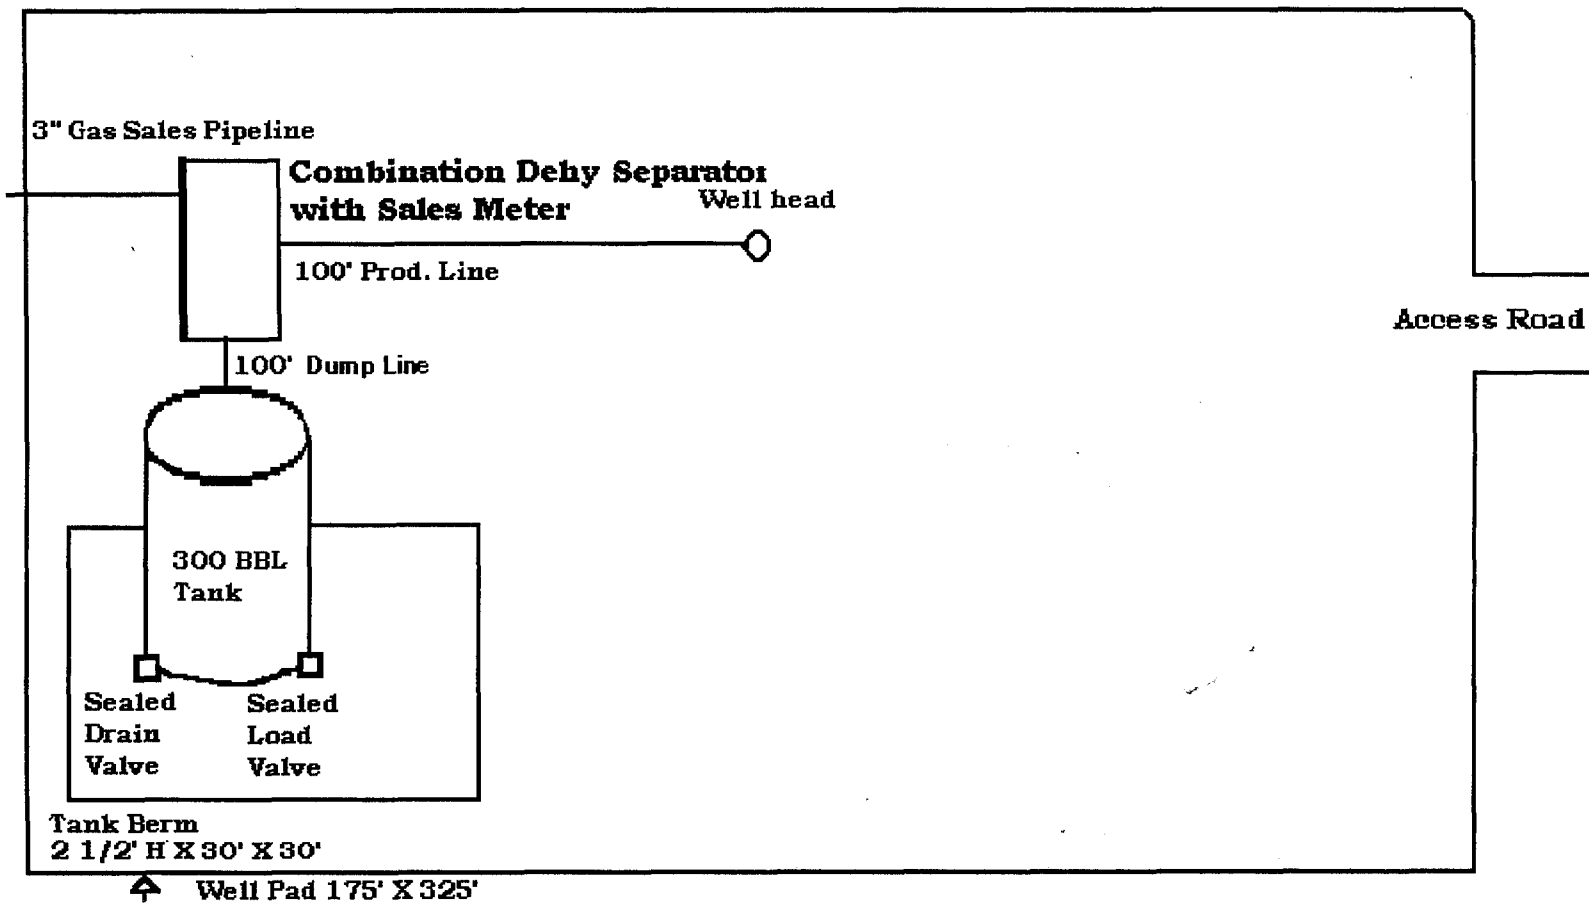 3" Gas Sales Pipeline
Combination Dehy Separator
with Sales Meter
Well head
100' Prod. Line
Access Road
100' Dump Line
300 BBL
Tank
Sealed
Drain
Valve
Sealed
Load
Valve
Tank Berm
2 1/2' H X 30' X 30'
Well Pad 175' X 325'